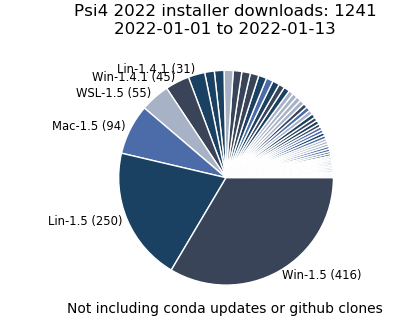 Psi4 2022 installer downloads: 1241
2022-01-01 to 2022-01-13
Lin-1.4.1 (31)
Win-1.4.1 (45)
WSL-1.5 (55)
Mac-1.5 (94)
Lin-1.5 (250)
Win-1.5 (416)
Not including conda updates or github clones